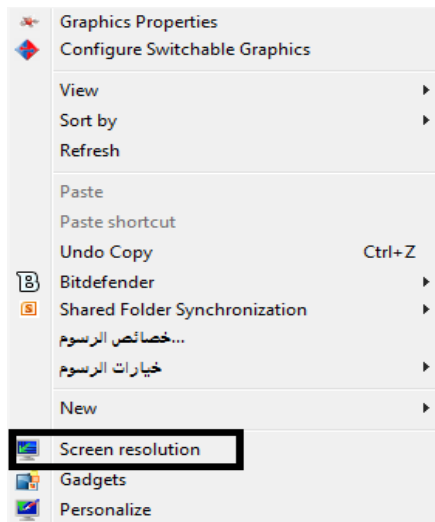 Graphics Properties
Configure Switchable Graphics
View
Sort by
Refresh
Paste
Paste shortcut
Undo Copy Ctrl+Z
Bitdefender
Shared Folder Synchronization
خصائص الرسوم...
خيارات الرسوم
New
Screen resolution
Gadgets
Personalize